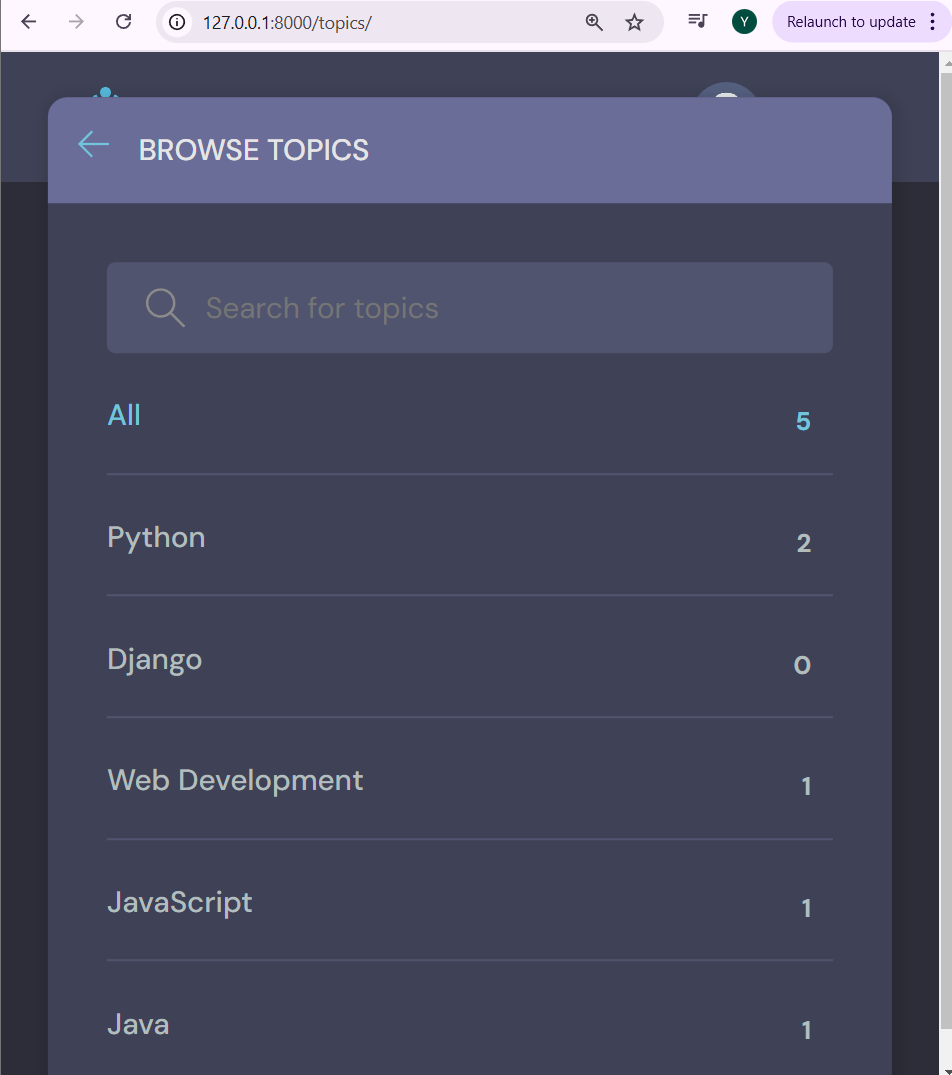 127.0.0.1:8000/topics/
Y
Relaunch to update
BROWSE TOPICS
Search for topics
All 5
Python 2
Django 0
Web Development 1
JavaScript 1
Java 1